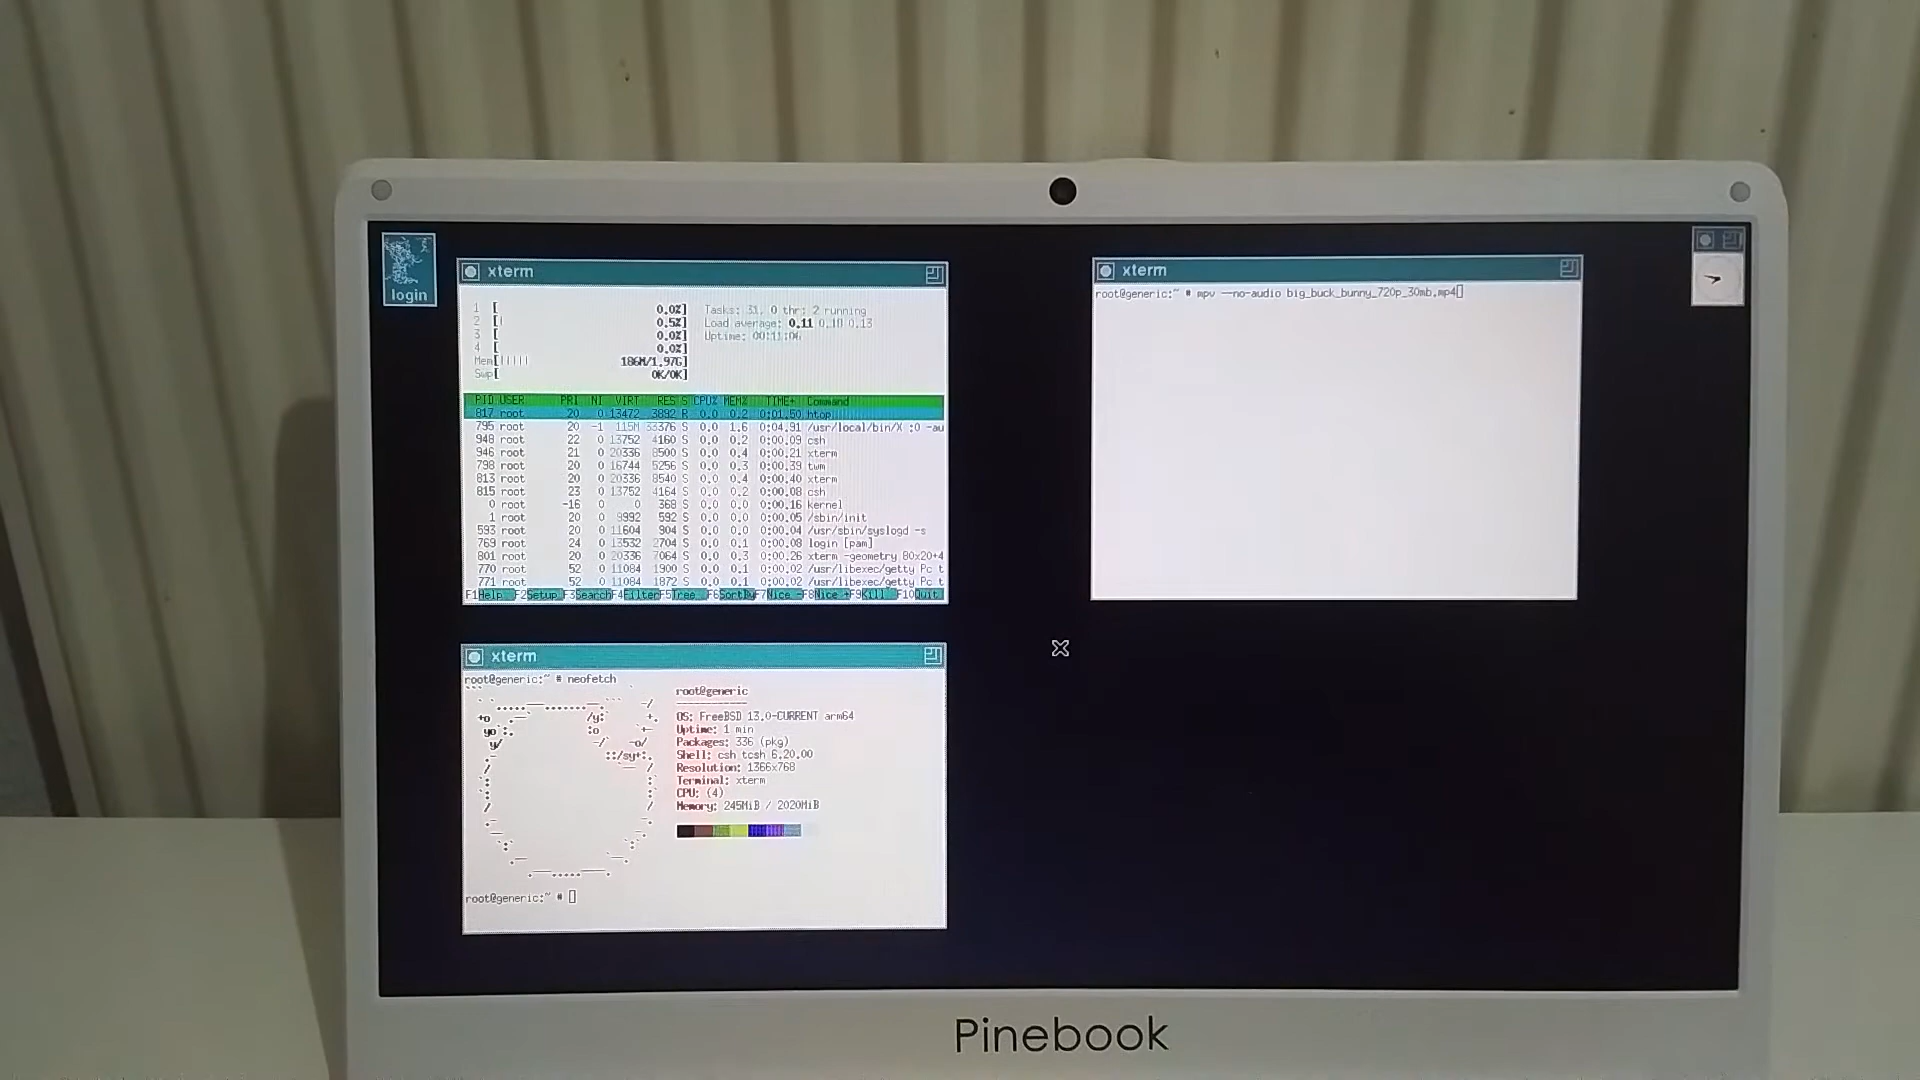 login
xterm
1 [ 0.0%]
2 [ 0.5%]
3 [ 0.0%]
4 [ 0.0%]
Mem[||||| 186M/1.97G]
Swp[ 0K/0K]
Tasks: 31, 0 thr; 2 running
Load average: 0.11 0.10 0.13
Uptime: 00:11:06
PID USER PRI NI VIRT RES S CPU% MEM% TIME+ Command
817 root 20 0 13472 3892 R 0.0 0.2 0:01.50 htop
795 root 20 -1 115M 33376 S 0.0 1.6 0:04.91 /usr/local/bin/X :0 -au
948 root 22 0 13752 4160 S 0.0 0.2 0:00.09 csh
946 root 21 0 20336 8500 S 0.0 0.4 0:00.21 xterm
798 root 20 0 16744 5256 S 0.0 0.3 0:00.39 twm
813 root 20 0 20336 8540 S 0.0 0.4 0:00.40 xterm
815 root 23 0 13752 4164 S 0.0 0.2 0:00.08 csh
0 root -16 0 0 368 S 0.0 0.0 0:00.16 kernel
1 root 20 0 9992 592 S 0.0 0.0 0:00.05 /sbin/init
593 root 20 0 11604 904 S 0.0 0.0 0:00.04 /usr/sbin/syslogd -s
769 root 24 0 13532 2704 S 0.0 0.1 0:00.08 login [pam]
801 root 20 0 20336 7064 S 0.0 0.3 0:00.26 xterm -geometry 80x20+4
770 root 52 0 11084 1900 S 0.0 0.1 0:00.02 /usr/libexec/getty Pc t
771 root 52 0 11084 1872 S 0.0 0.1 0:00.02 /usr/libexec/getty Pc t
F1Help F2Setup F3SearchF4FilterF5Tree F6SortByF7Nice -F8Nice +F9Kill F10Quit
xterm
root@generic:~ # mpv --no-audio big_buck_bunny_720p_30mb.mp4
xterm
root@generic:~ # neofetch
root@generic
OS: FreeBSD 13.0-CURRENT arm64
Uptime: 1 min
Packages: 336 (pkg)
Shell: csh tcsh 6.20.00
Resolution: 1366x768
Terminal: xterm
CPU: (4)
Memory: 245MiB / 2020MiB
root@generic:~ #
Pinebook